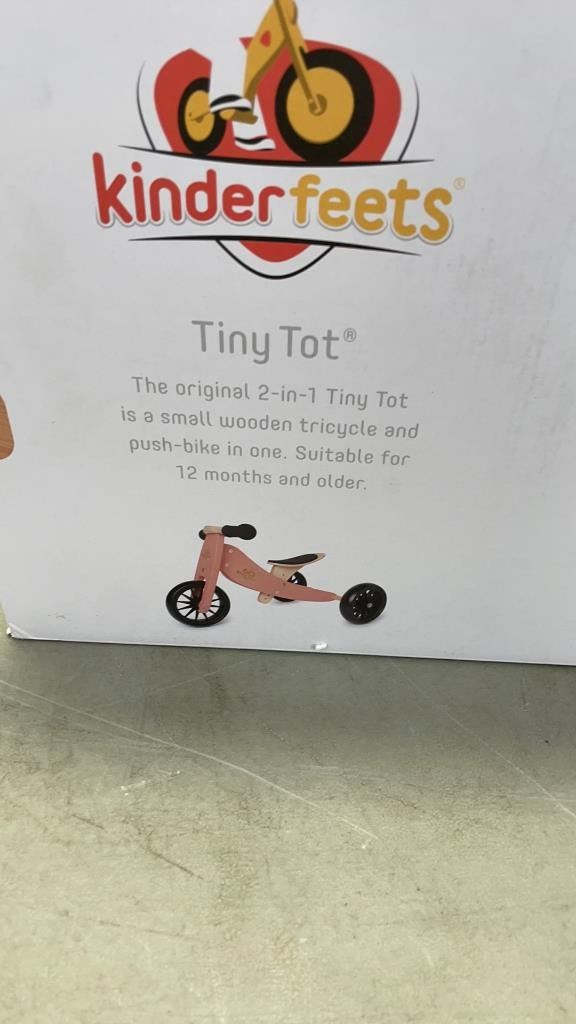 kinderfeets®
Tiny Tot®
The original 2-in-1 Tiny Tot
is a small wooden tricycle and
push-bike in one. Suitable for
12 months and older.